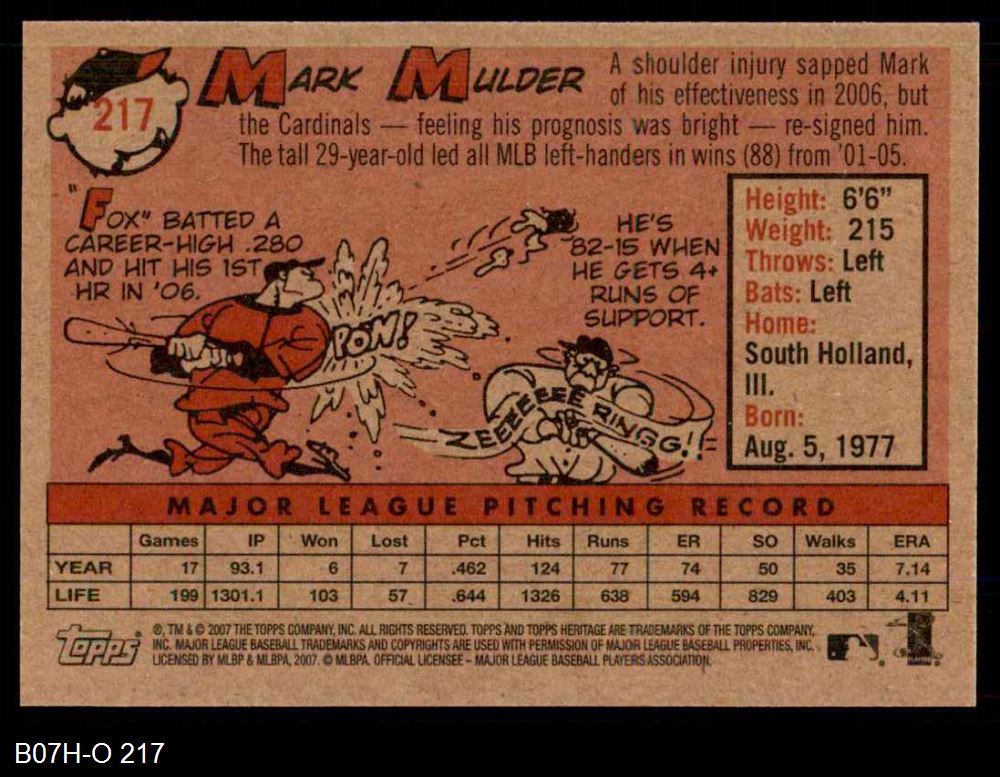 217
MARK MULDER
A shoulder injury sapped Mark
of his effectiveness in 2006, but
the Cardinals — feeling his prognosis was bright — re-signed him.
The tall 29-year-old led all MLB left-handers in wins (88) from '01-05.
"FOX" BATTED A
CAREER-HIGH .280
AND HIT HIS 1ST
HR IN '06.
POW!
HE'S
82-15 WHEN
HE GETS 4+
RUNS OF
SUPPORT.
ZEEEEEEE RINGG!!
Height: 6'6"
Weight: 215
Throws: Left
Bats: Left
Home:
South Holland,
Ill.
Born:
Aug. 5, 1977
MAJOR LEAGUE PITCHING RECORD
Games IP Won Lost Pct Hits Runs ER SO Walks ERA
YEAR 17 93.1 6 7 .462 124 77 74 50 35 7.14
LIFE 199 1301.1 103 57 .644 1326 638 594 829 403 4.11
Topps
®, TM & © 2007 THE TOPPS COMPANY, INC. ALL RIGHTS RESERVED. TOPPS AND TOPPS HERITAGE ARE TRADEMARKS OF THE TOPPS COMPANY,
INC. MAJOR LEAGUE BASEBALL TRADEMARKS AND COPYRIGHTS ARE USED WITH PERMISSION OF MAJOR LEAGUE BASEBALL PROPERTIES, INC.
LICENSED BY MLBP & MLBPA, 2007. © MLBPA. OFFICIAL LICENSEE – MAJOR LEAGUE BASEBALL PLAYERS ASSOCIATION.
B07H-O 217